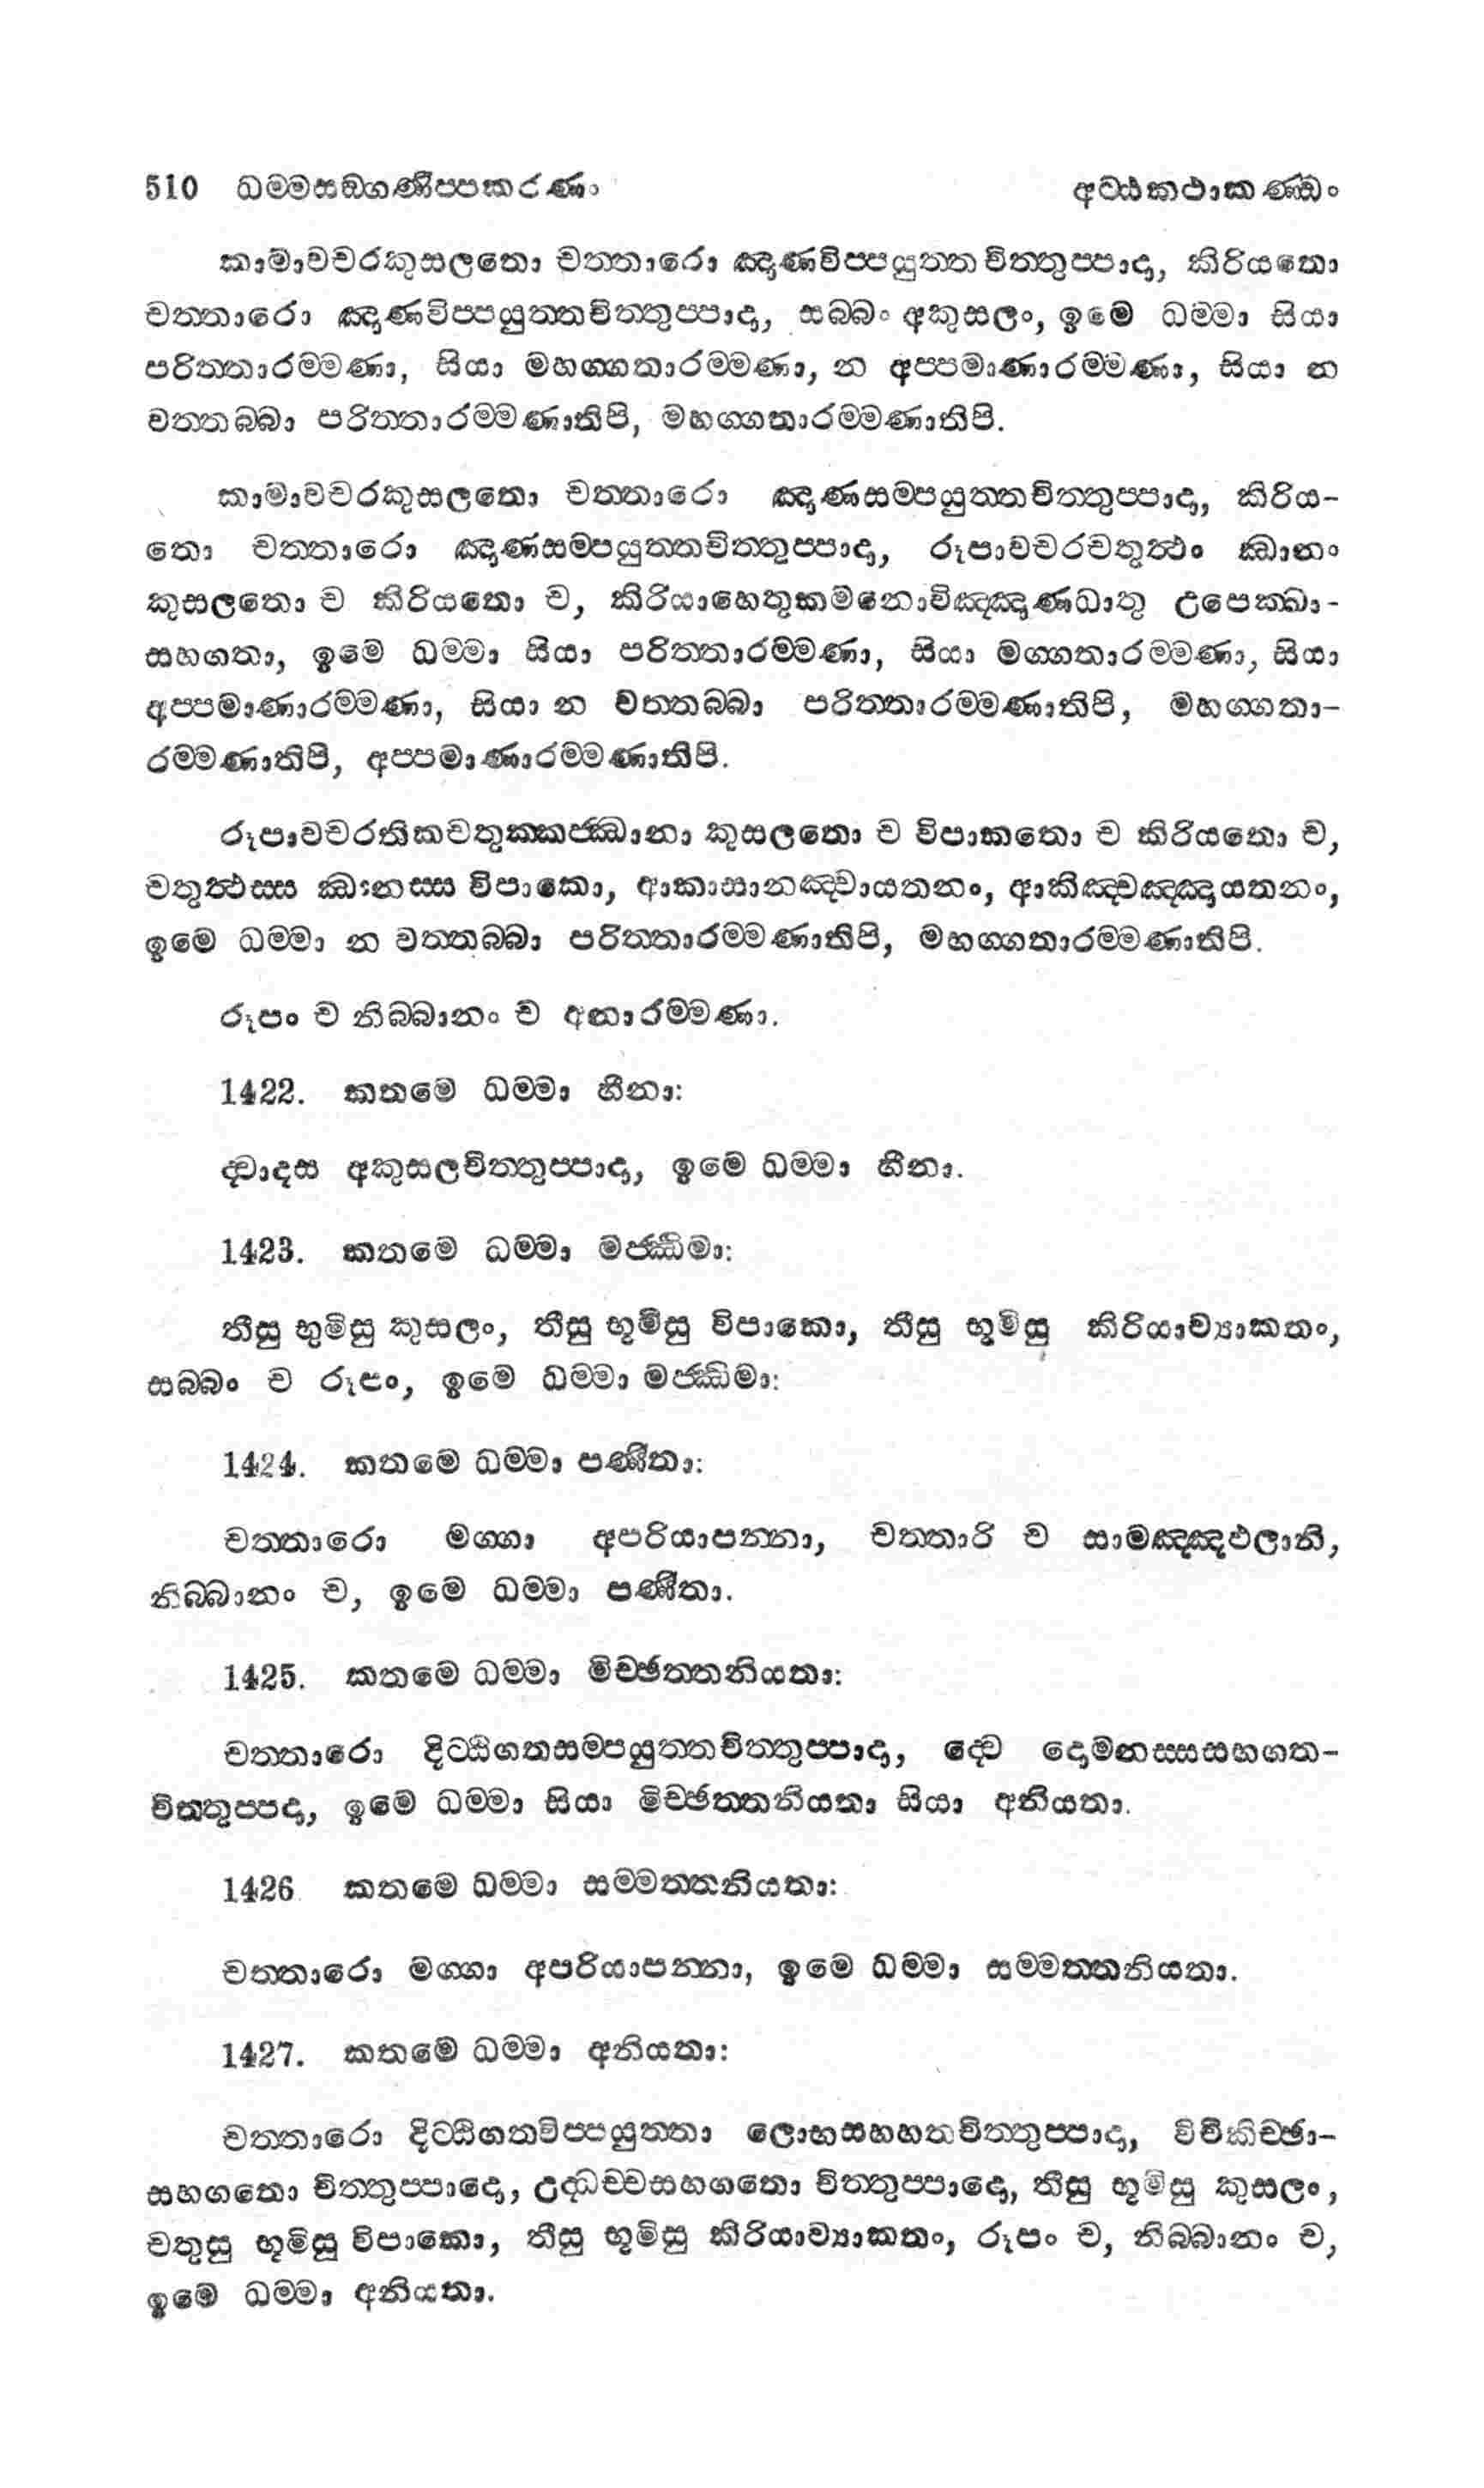 510 ධම්මසඞ්ගණිප්පකරණං අට්ඨකථාකණ්ඩං
කාමාවචරකුසලතො චත්තාරො ඤාණවිප්පයුත්තචිත්තුප්පාදා, කිරියතො
චත්තාරො ඤාණවිප්පයුත්තචිත්තුප්පාදා, සබ්බං අකුසලං, ඉමෙ ධම්මා සියා
පරිත්තාරම්මණා, සියා මහග්ගතාරම්මණා, න අප්පමාණාරම්මණා, සියා න
වත්තබ්බා පරිත්තාරම්මණාතිපි, මහග්ගතාරම්මණාතිපි.
කාමාවචරකුසලතො චත්තාරො ඤාණසම්පයුත්තචිත්තුප්පාදා, කිරිය-
තො චත්තාරො ඤාණසම්පයුත්තචිත්තුප්පාදා, රූපාවචරචතුත්ථං ඣානං
කුසලතො ච කිරියතො ච, කිරියාහෙතුකමනොවිඤ්ඤාණධාතු උපෙක්ඛා-
සහගතා, ඉමෙ ධම්මා සියා පරිත්තාරම්මණා, සියා මග්ගතාරම්මණා, සියා
අප්පමාණාරම්මණා, සියා න වත්තබ්බා පරිත්තාරම්මණාතිපි, මහග්ගතා-
රම්මණාතිපි, අප්පමාණාරම්මණාතිපි.
රූපාවචරතිකචතුක්කජ්ඣානා කුසලතො ච විපාකතො ච කිරියතො ච,
චතුත්ථස්ස ඣානස්ස විපාකො, ආකාසානඤ්චායතනං, ආකිඤ්චඤ්ඤායතනං,
ඉමෙ ධම්මා න වත්තබ්බා පරිත්තාරම්මණාතිපි, මහග්ගතාරම්මණාතිපි.
රූපං ච නිබ්බානං ච අනාරම්මණා.
1422. කතමෙ ධම්මා හීනා:
ද්වාදස අකුසලචිත්තුප්පාදා, ඉමෙ ධම්මා හීනා.
1423. කතමෙ ධම්මා මජ්ඣිමා:
තීසු භුමිසු කුසලං, තීසු භූමීසු විපාකො, තීසු භූමිසු කිරියාව්‍යාකතං,
සබ්බං ච රූපං, ඉමෙ ධම්මා මජ්ඣිමා:
1424. කතමෙ ධම්මා පණීතා:
චත්තාරො මග්ගා අපරියාපන්නා, චත්තාරි ච සාමඤ්ඤඵලානි,
නිබ්බානං ච, ඉමෙ ධම්මා පණීතා.
1425. කතමෙ ධම්මා මිච්ඡත්තනියතා:
චත්තාරො දිට්ඨිගතසම්පයුත්තචිත්තුප්පාදා, ද්වෙ දොමනස්සසහගත-
චිත්තුප්පදා, ඉමෙ ධම්මා සියා මිච්ඡත්තනියතා සියා අනියතා.
1426 කතමෙ ධම්මා සම්මත්තනියතා:
චත්තාරො මග්ගා අපරියාපන්නා, ඉමෙ ධම්මා සම්මත්තනියතා.
1427. කතමෙ ධම්මා අනියතා:
චත්තාරො දිට්ඨිගතවිප්පයුත්තා ලොභසහහතචිත්තුප්පාදා, විචිකිච්ඡා-
සහගතො චිත්තුප්පාදො, උද්ධච්චසහගතො චිත්තුප්පාදො, තීසු භූමිසු කුසලං,
චතුසු භූමිසු විපාකො, තීසු භූමිසු කිරියාව්‍යාකතං, රූපං ච, නිබ්බානං ච,
ඉමෙ ධම්මා අනියතා.